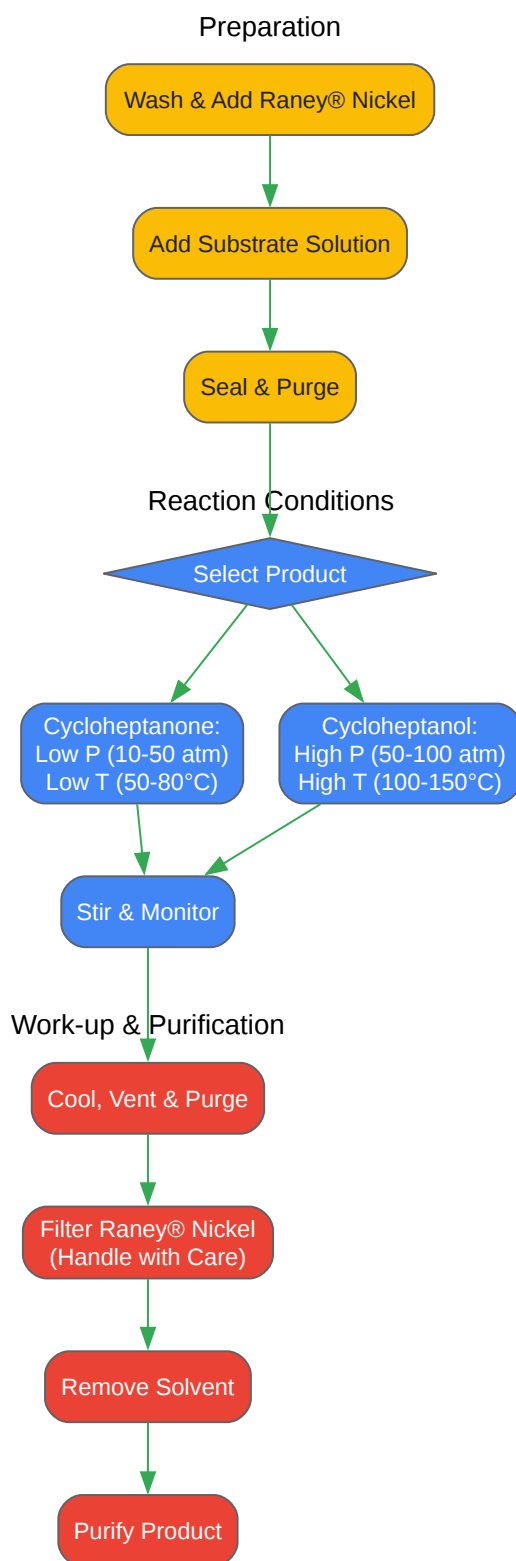 Preparation
Wash & Add Raney® Nickel
Add Substrate Solution
Seal & Purge
Reaction Conditions
Select Product
Cycloheptanone:
Low P (10-50 atm)
Low T (50-80°C)
Cycloheptanol:
High P (50-100 atm)
High T (100-150°C)
Stir & Monitor
Work-up & Purification
Cool, Vent & Purge
Filter Raney® Nickel
(Handle with Care)
Remove Solvent
Purify Product